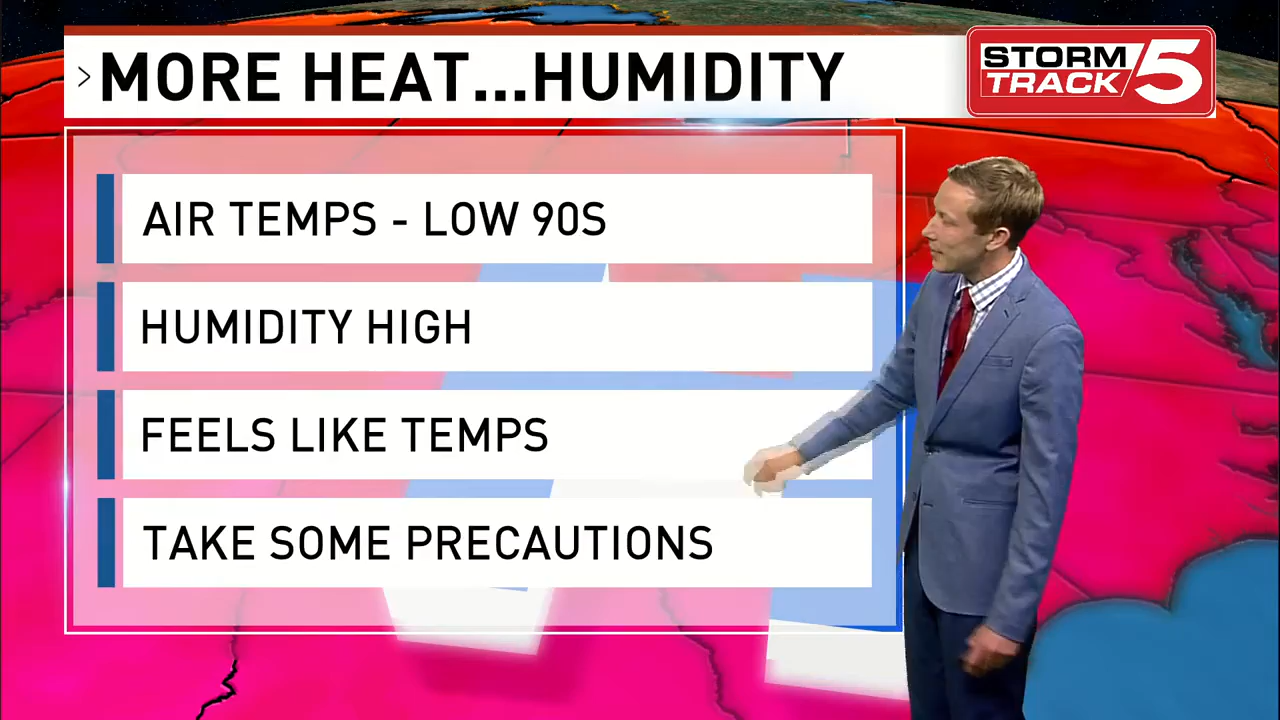 MORE HEAT...HUMIDITY
STORM
TRACK 5
AIR TEMPS - LOW 90S
HUMIDITY HIGH
FEELS LIKE TEMPS
TAKE SOME PRECAUTIONS